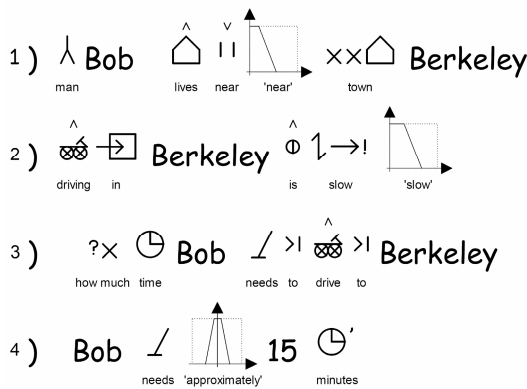 1) Bob Berkeley
man lives near 'near' town
2) Berkeley
driving in is slow 'slow'
3) ?× Bob >I >I Berkeley
how much time needs to drive to
4) Bob 15
needs 'approximately' minutes